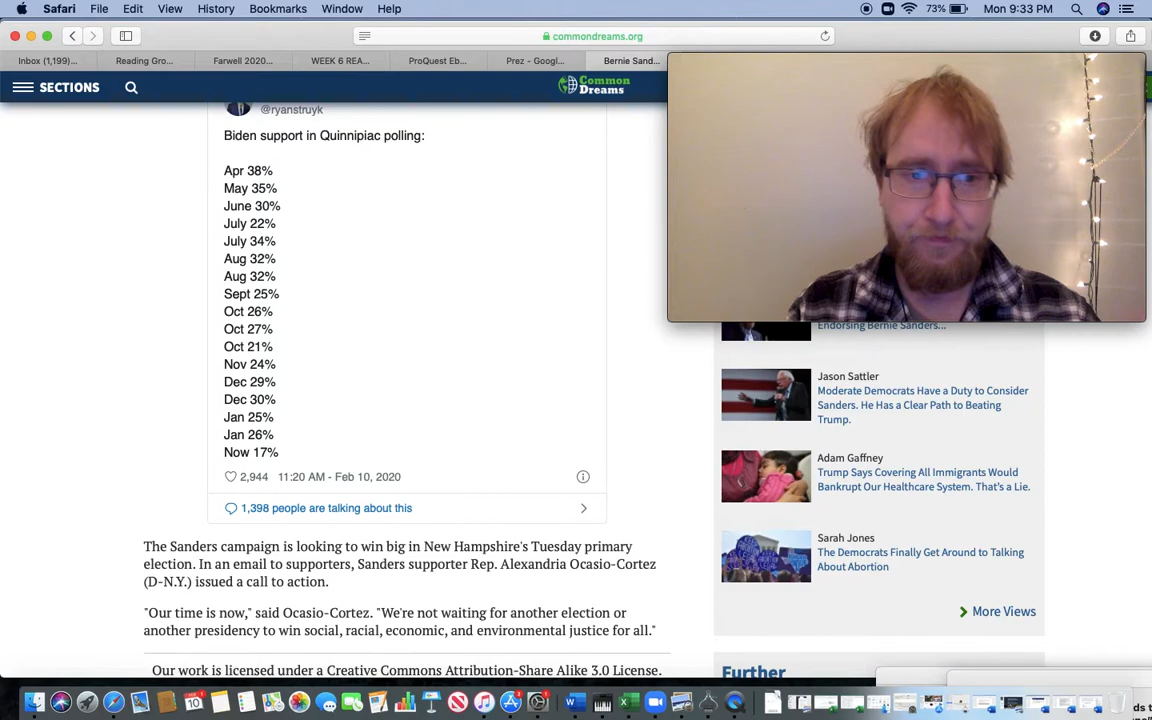 Safari File Edit View History Bookmarks Window Help 73% Mon 9:33 PM
commondreams.org
Inbox (1,199)... Reading Gro... Farwell 2020... WEEK 6 REA... ProQuest Eb... Prez - Googl... Bernie Sand...
SECTIONS
Common
Dreams
@ryanstruyk
Biden support in Quinnipiac polling:
Apr 38%
May 35%
June 30%
July 22%
July 34%
Aug 32%
Aug 32%
Sept 25%
Oct 26%
Oct 27%
Oct 21%
Nov 24%
Dec 29%
Dec 30%
Jan 25%
Jan 26%
Now 17%
2,944 11:20 AM - Feb 10, 2020
1,398 people are talking about this
The Sanders campaign is looking to win big in New Hampshire's Tuesday primary
election. In an email to supporters, Sanders supporter Rep. Alexandria Ocasio-Cortez
(D-N.Y.) issued a call to action.
"Our time is now," said Ocasio-Cortez. "We're not waiting for another election or
another presidency to win social, racial, economic, and environmental justice for all."
Our work is licensed under a Creative Commons Attribution-Share Alike 3.0 License.
Endorsing Bernie Sanders...
Jason Sattler
Moderate Democrats Have a Duty to Consider
Sanders. He Has a Clear Path to Beating
Trump.
Adam Gaffney
Trump Says Covering All Immigrants Would
Bankrupt Our Healthcare System. That's a Lie.
Sarah Jones
The Democrats Finally Get Around to Talking
About Abortion
More Views
Further